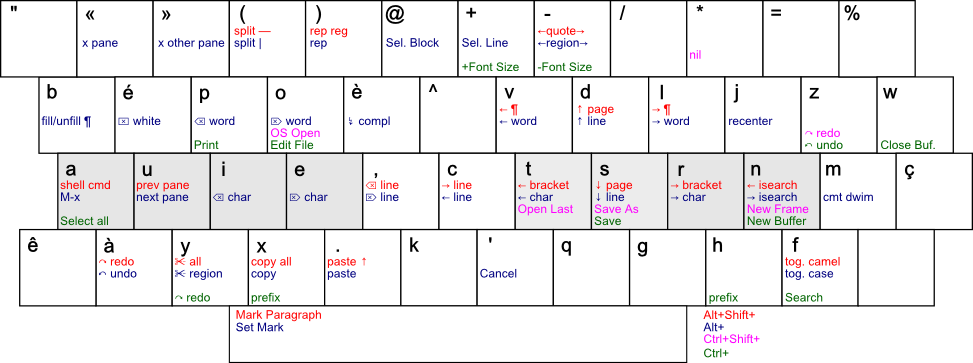 "
«
x pane
»
x other pane
(
split —
split |
)
rep reg
rep
@
Sel. Block
+
Sel. Line
+Font Size
-
←quote→
←region→
-Font Size
/
*
nil
=
%
b
fill/unfill ¶
é
⌧ white
p
⌫ word
Print
o
⌦ word
OS Open
Edit File
è
↯ compl
^
v
← ¶
← word
d
↑ page
↑ line
l
→ ¶
→ word
j
recenter
z
↷ redo
↶ undo
w
Close Buf.
a
shell cmd
M-x
Select all
u
prev pane
next pane
i
⌫ char
e
⌦ char
,
⌫ line
⌦ line
c
→ line
← line
t
← bracket
← char
Open Last
s
↓ page
↓ line
Save As
Save
r
→ bracket
→ char
n
← isearch
→ isearch
New Frame
New Buffer
m
cmt dwim
ç
ê
à
↷ redo
↶ undo
y
✂ all
✂ region
↷ redo
x
copy all
copy
prefix
.
paste ↑
paste
k
'
Cancel
q
g
h
prefix
f
tog. camel
tog. case
Search
Mark Paragraph
Set Mark
Alt+Shift+
Alt+
Ctrl+Shift+
Ctrl+